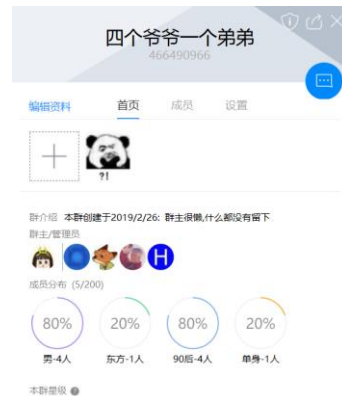 四个爷爷一个弟弟
466490966
编辑资料 首页 成员 设置
?!
群介绍 本群创建于2019/2/26: 群主很懒,什么都没有留下
群主/管理员
H
成员分布 (5/200)
80% 20% 80% 20%
男-4人 东方-1人 90后-4人 单身-1人
本群星级